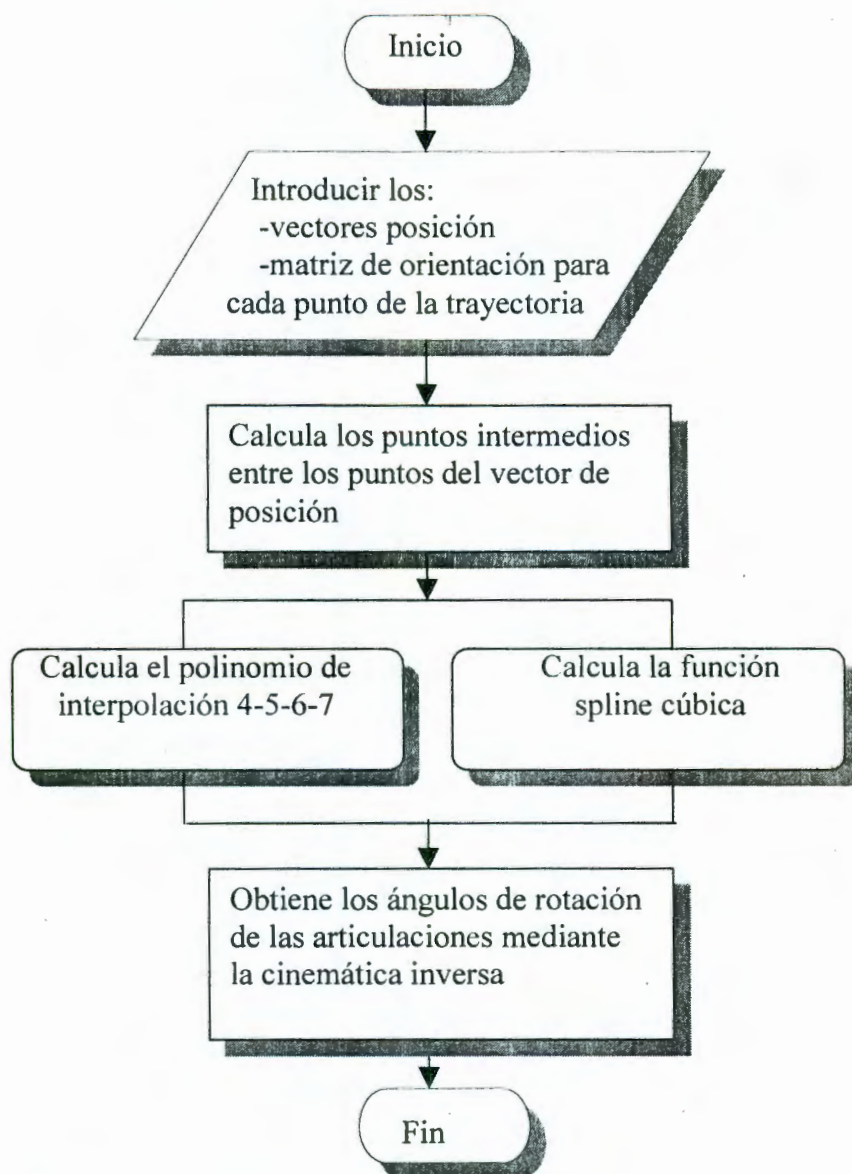 Inicio
Introducir los:
-vectores posición
-matriz de orientación para
cada punto de la trayectoria
Calcula los puntos intermedios
entre los puntos del vector de
posición
Calcula el polinomio de
interpolación 4-5-6-7
Calcula la función
spline cúbica
Obtiene los ángulos de rotación
de las articulaciones mediante
la cinemática inversa
Fin